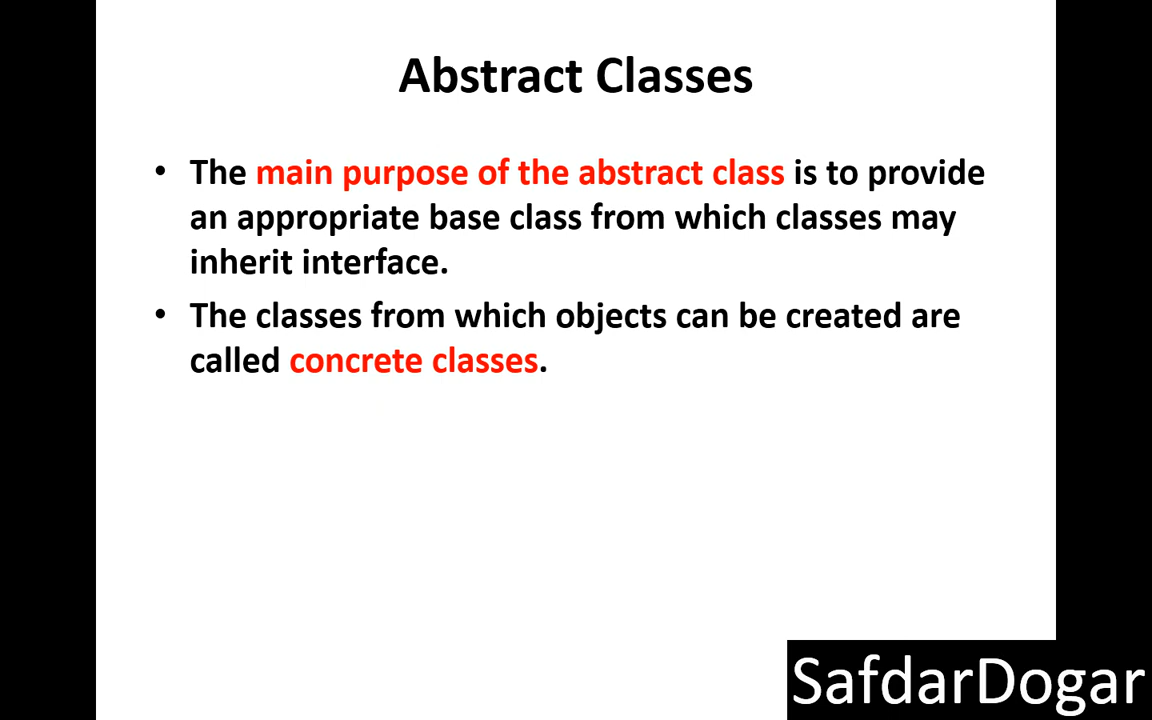 Abstract Classes
• The main purpose of the abstract class is to provide
an appropriate base class from which classes may
inherit interface.
• The classes from which objects can be created are
called concrete classes.
SafdarDogar